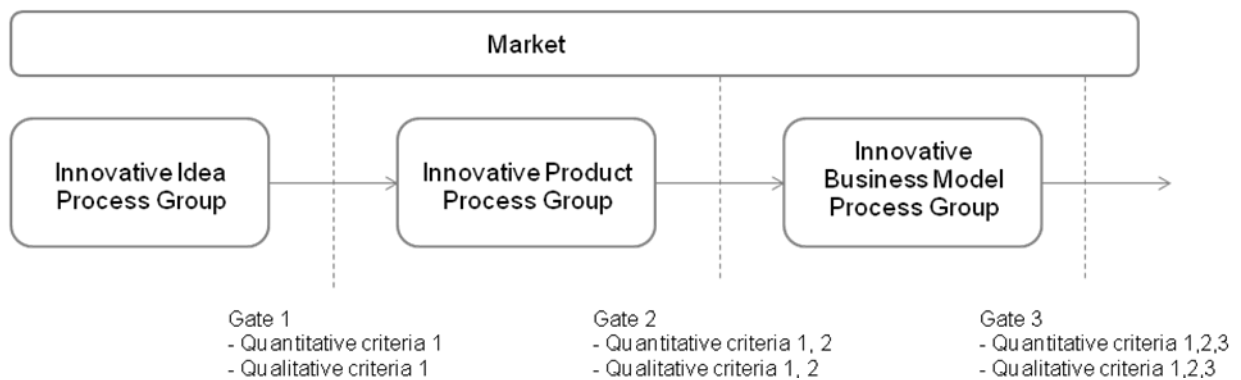 Market
Innovative Idea
Process Group
Innovative Product
Process Group
Innovative
Business Model
Process Group
Gate 1
- Quantitative criteria 1
- Qualitative criteria 1
Gate 2
- Quantitative criteria 1, 2
- Qualitative criteria 1, 2
Gate 3
- Quantitative criteria 1,2,3
- Qualitative criteria 1,2,3